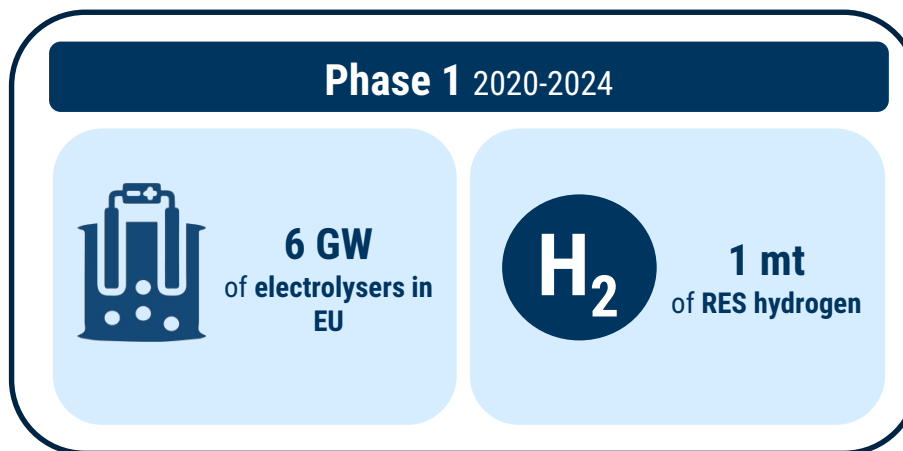 Phase 1 2020-2024
6 GW
of electrolysers in
EU
H₂
1 mt
of RES hydrogen